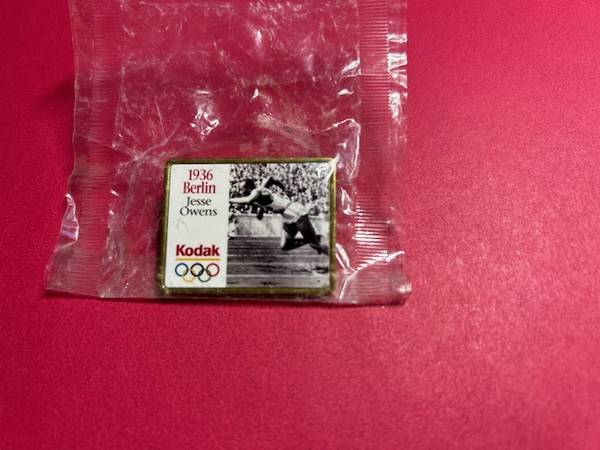 1936
Berlin
Jesse
Owens
Kodak